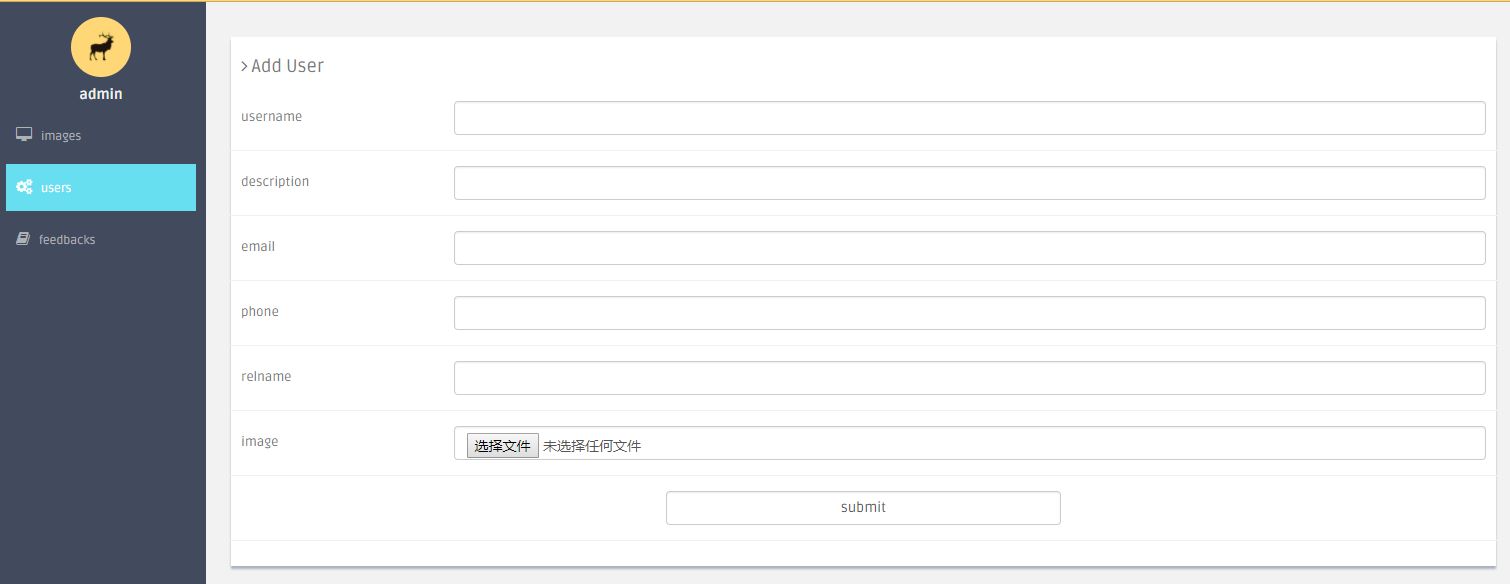 admin
images
users
feedbacks
Add User
username
description
email
phone
relname
image
选择文件 未选择任何文件
submit